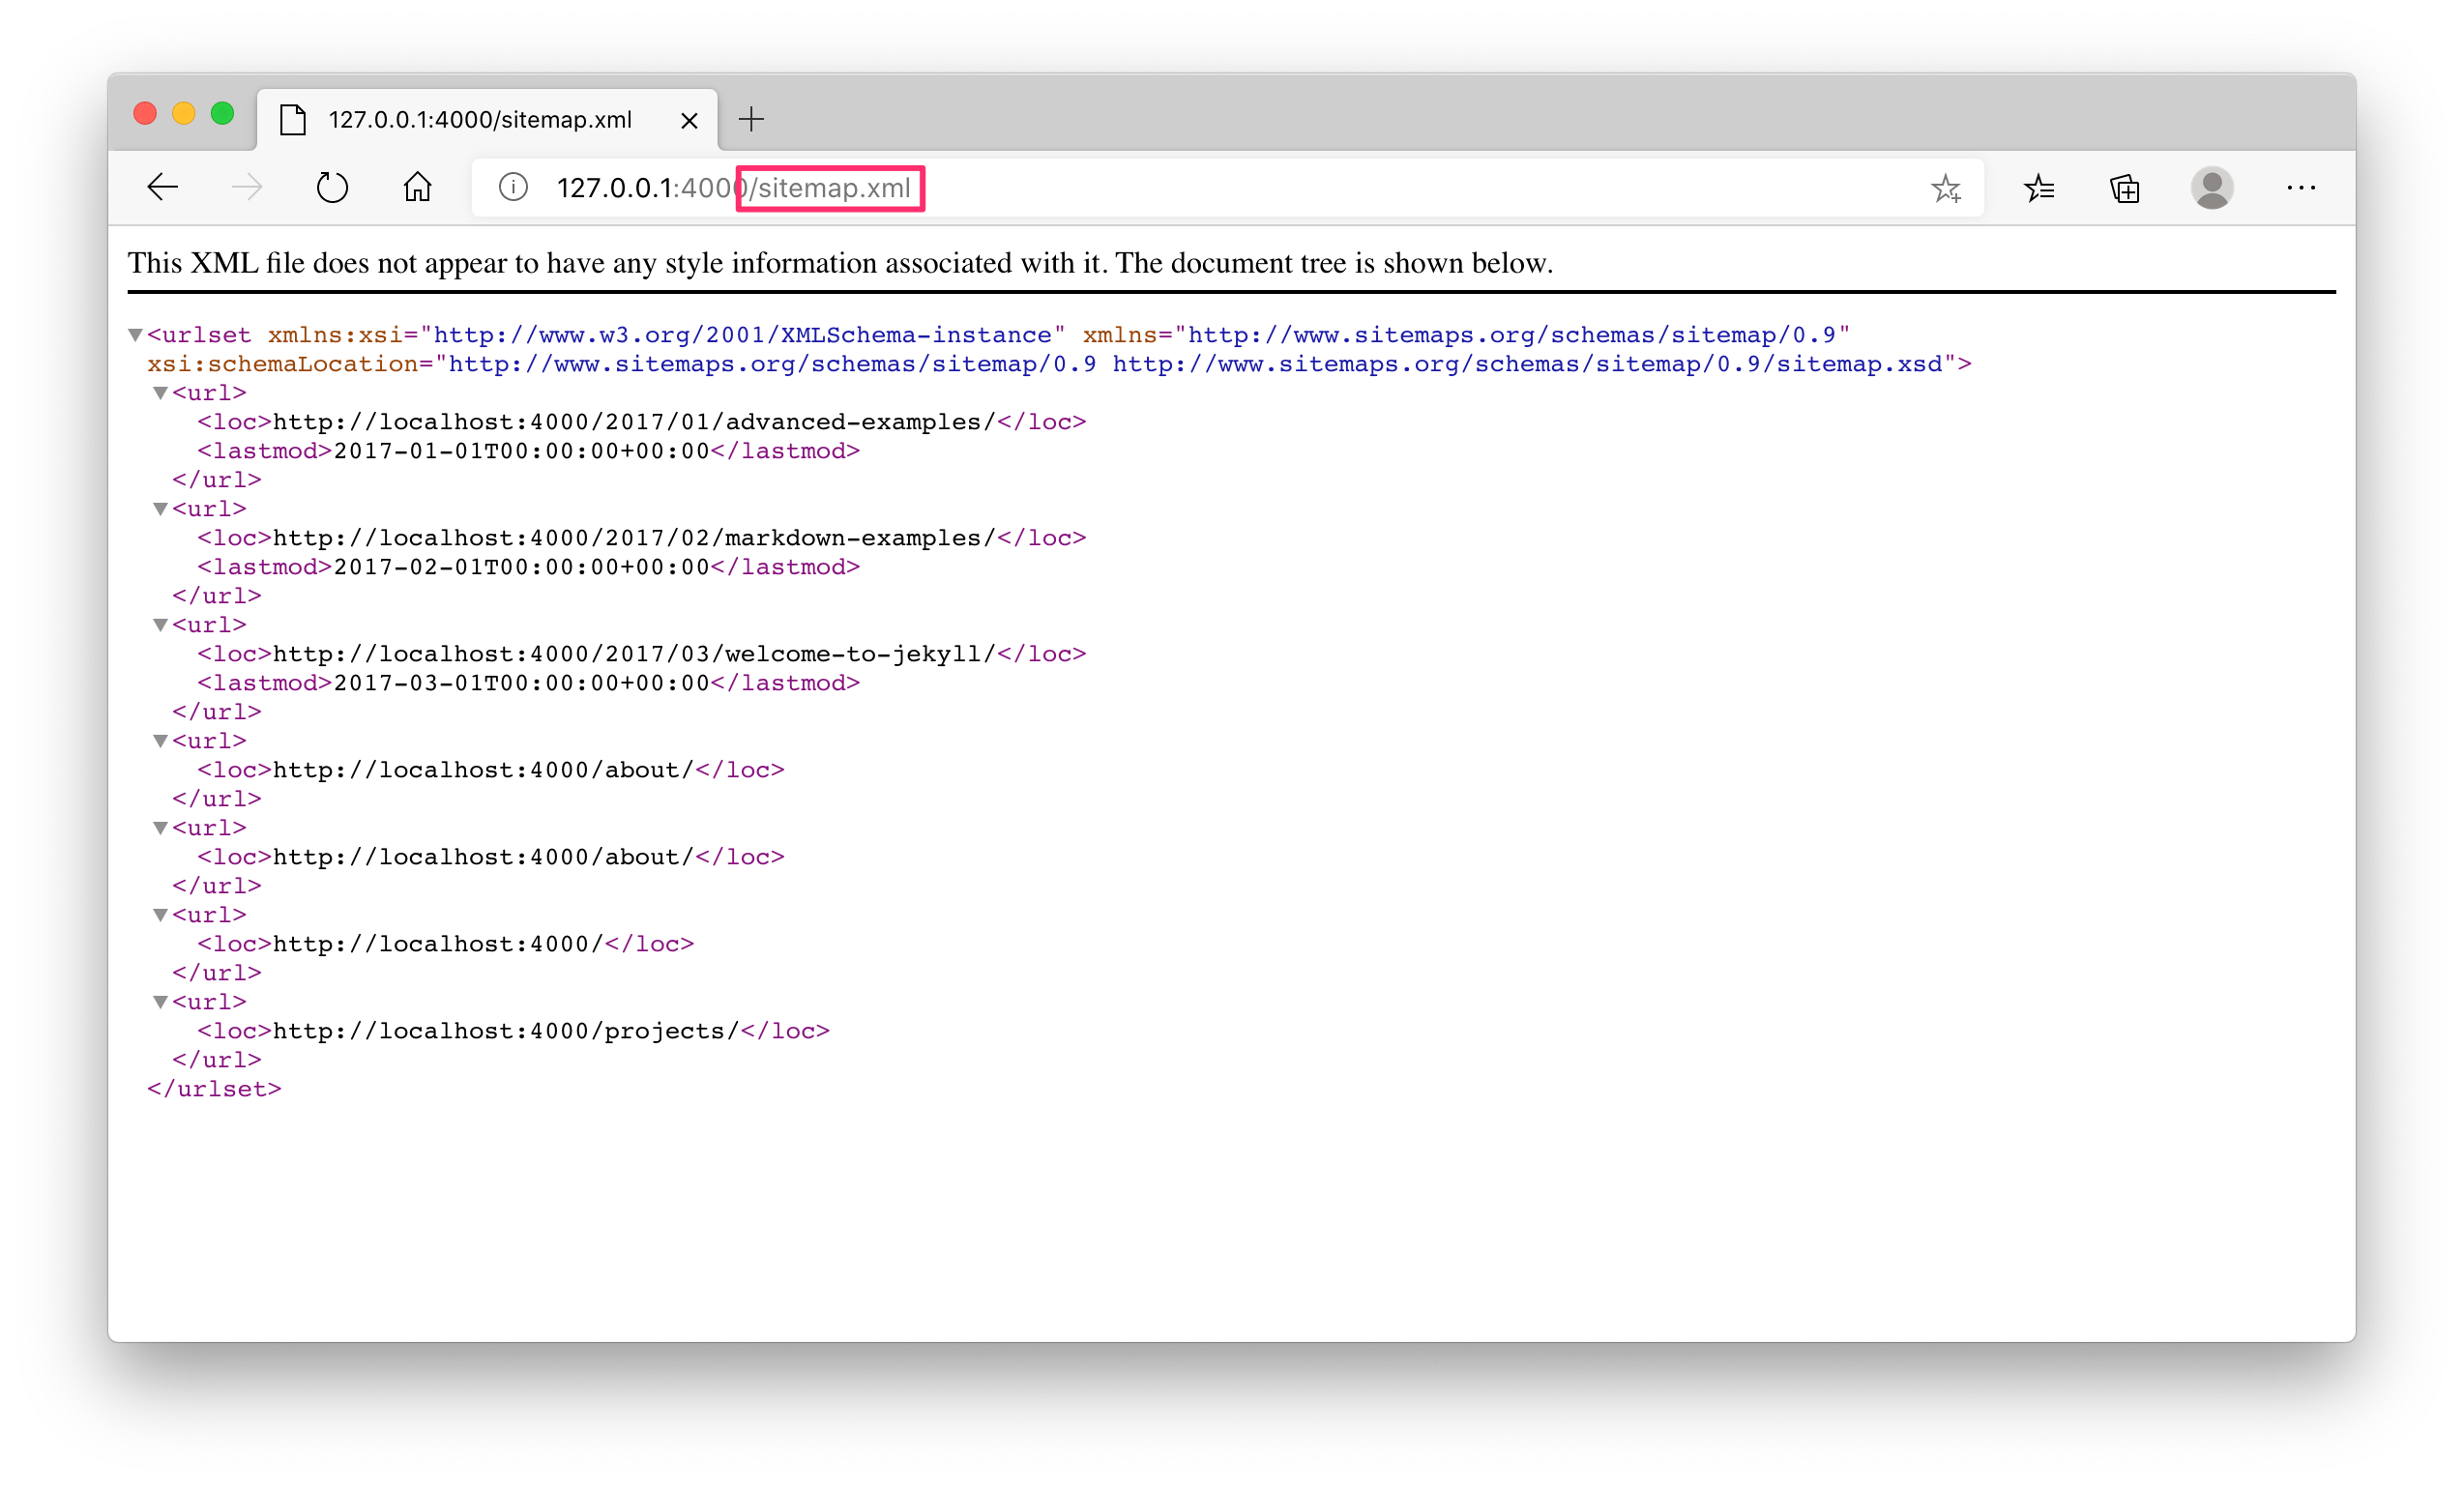 127.0.0.1:4000/sitemap.xml
127.0.0.1:4000/sitemap.xml
This XML file does not appear to have any style information associated with it. The document tree is shown below.
<urlset xmlns:xsi="http://www.w3.org/2001/XMLSchema-instance" xmlns="http://www.sitemaps.org/schemas/sitemap/0.9"
xsi:schemaLocation="http://www.sitemaps.org/schemas/sitemap/0.9 http://www.sitemaps.org/schemas/sitemap/0.9/sitemap.xsd">
<url>
<loc>http://localhost:4000/2017/01/advanced-examples/</loc>
<lastmod>2017-01-01T00:00:00+00:00</lastmod>
</url>
<url>
<loc>http://localhost:4000/2017/02/markdown-examples/</loc>
<lastmod>2017-02-01T00:00:00+00:00</lastmod>
</url>
<url>
<loc>http://localhost:4000/2017/03/welcome-to-jekyll/</loc>
<lastmod>2017-03-01T00:00:00+00:00</lastmod>
</url>
<url>
<loc>http://localhost:4000/about/</loc>
</url>
<url>
<loc>http://localhost:4000/about/</loc>
</url>
<url>
<loc>http://localhost:4000/</loc>
</url>
<url>
<loc>http://localhost:4000/projects/</loc>
</url>
</urlset>